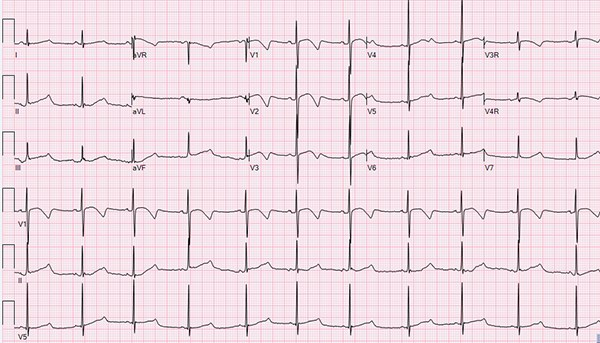 I aVR V1 V4 V3R
II aVL V2 V5 V4R
III aVF V3 V6 V7
V1
II
V5